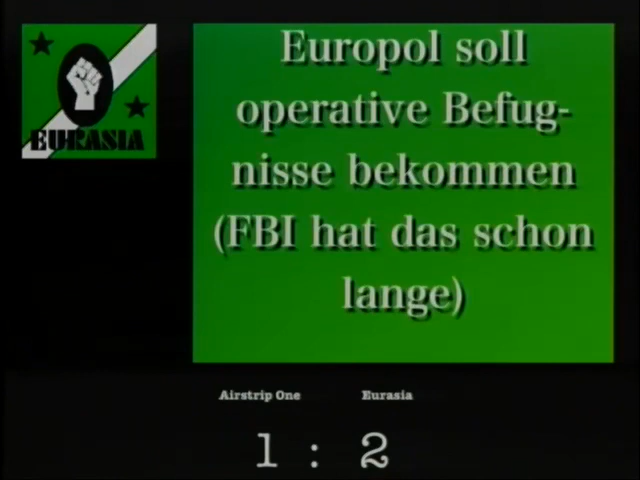 EURASIA
Europol soll
operative Befug-
nisse bekommen
(FBI hat das schon
lange)
Airstrip One
Eurasia
1 : 2